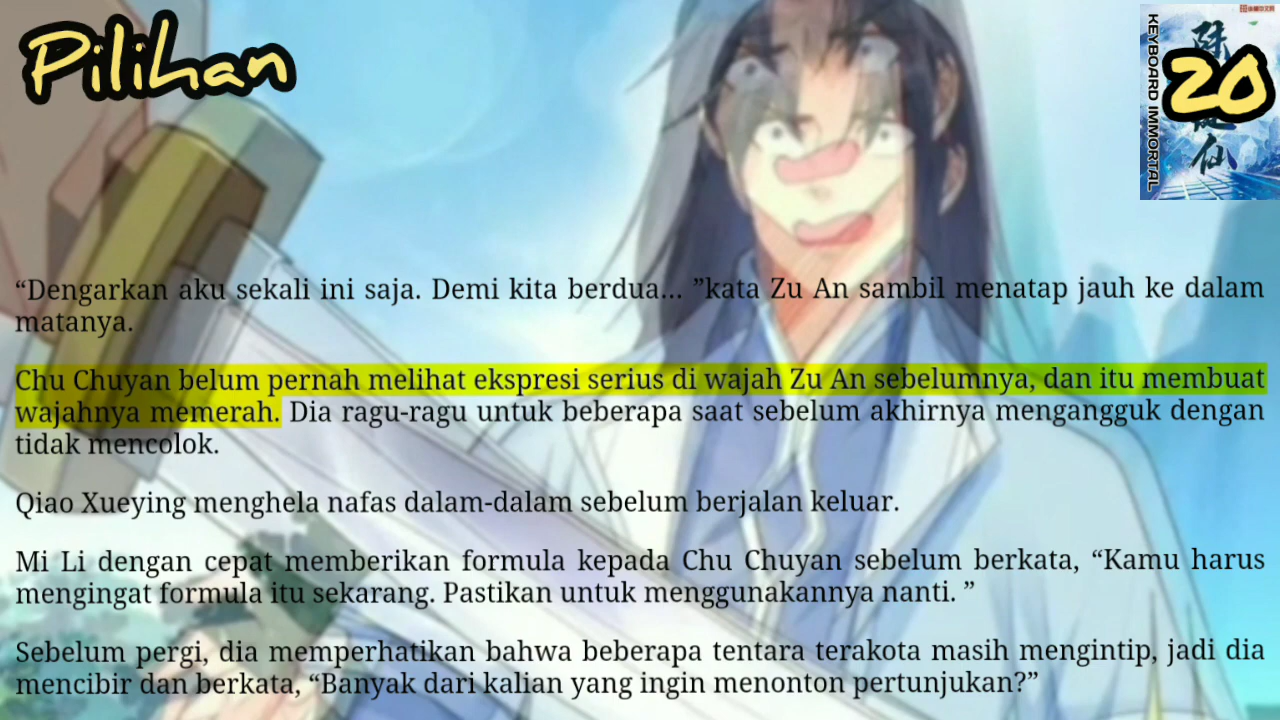 Pilihan
20
KEYBOARD IMMORTAL
仙
“Dengarkan aku sekali ini saja. Demi kita berdua... ”kata Zu An sambil menatap jauh ke dalam
matanya.
Chu Chuyan belum pernah melihat ekspresi serius di wajah Zu An sebelumnya, dan itu membuat
wajahnya memerah. Dia ragu-ragu untuk beberapa saat sebelum akhirnya mengangguk dengan
tidak mencolok.
Qiao Xueying menghela nafas dalam-dalam sebelum berjalan keluar.
Mi Li dengan cepat memberikan formula kepada Chu Chuyan sebelum berkata, “Kamu harus
mengingat formula itu sekarang. Pastikan untuk menggunakannya nanti. ”
Sebelum pergi, dia memperhatikan bahwa beberapa tentara terakota masih mengintip, jadi dia
mencibir dan berkata, “Banyak dari kalian yang ingin menonton pertunjukan?”